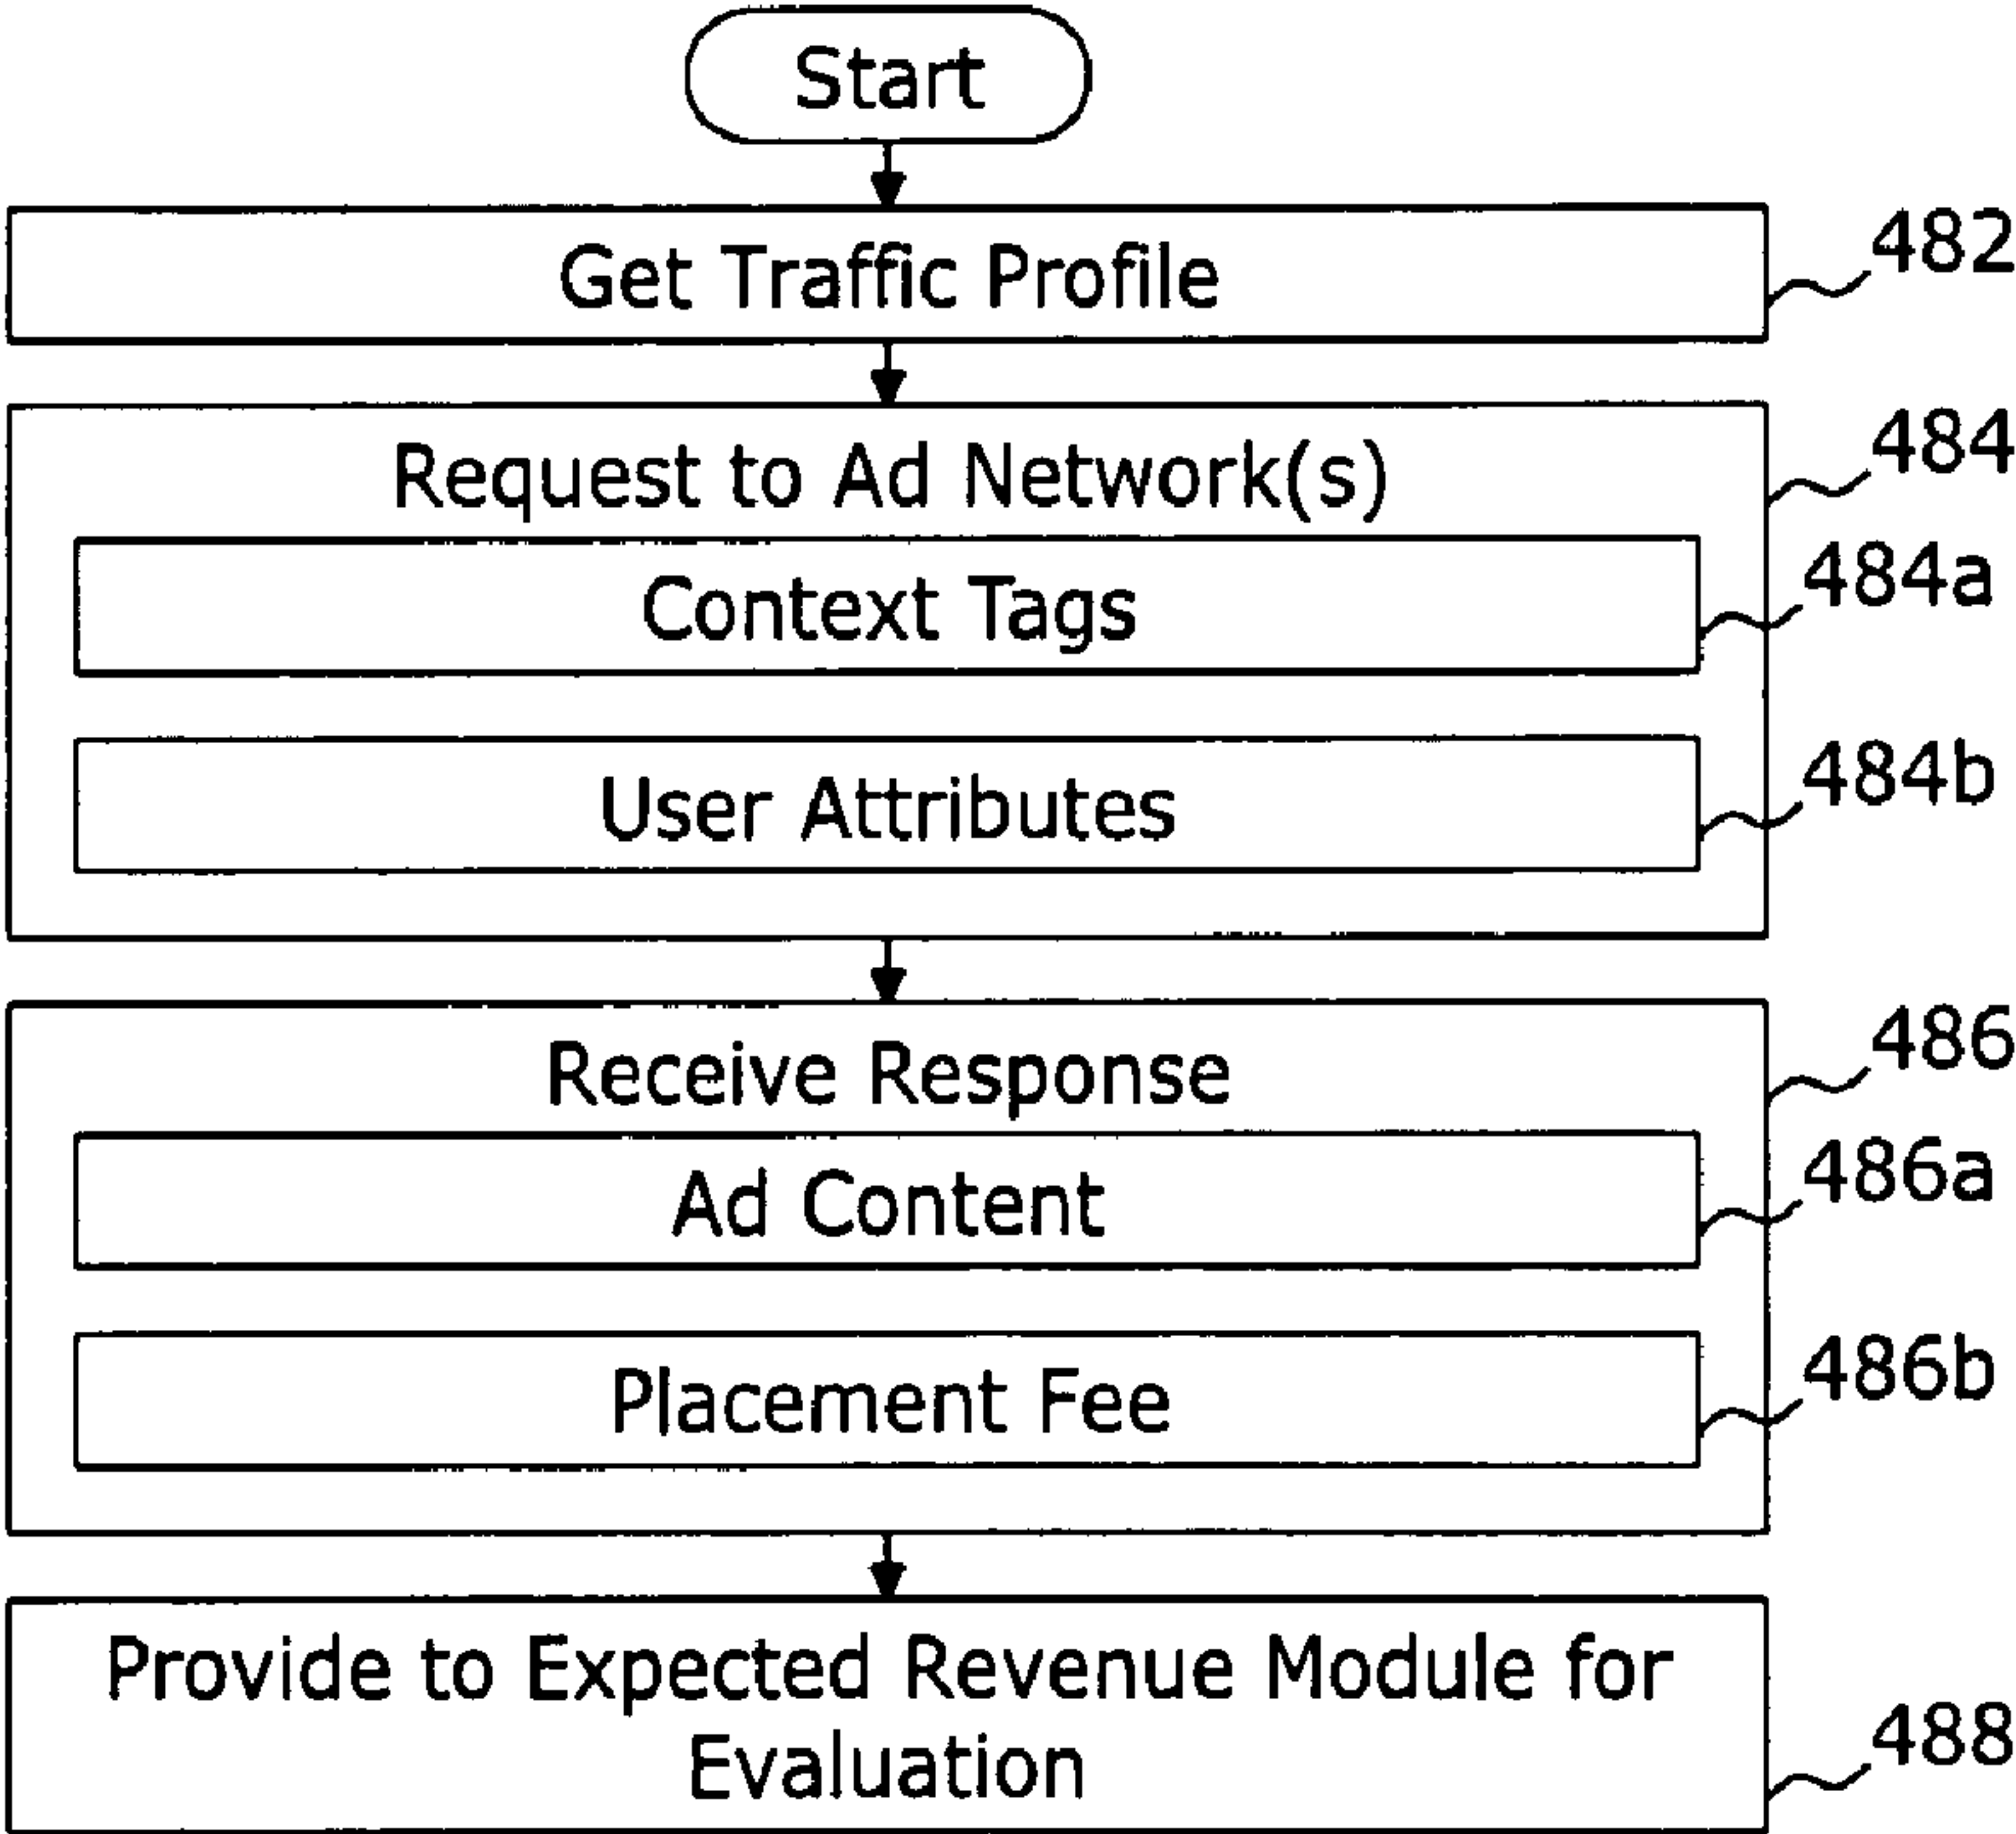 Start
Get Traffic Profile
482
Request to Ad Network(s)
484
Context Tags
484a
User Attributes
484b
Receive Response
486
Ad Content
486a
Placement Fee
486b
Provide to Expected Revenue Module for
Evaluation
488